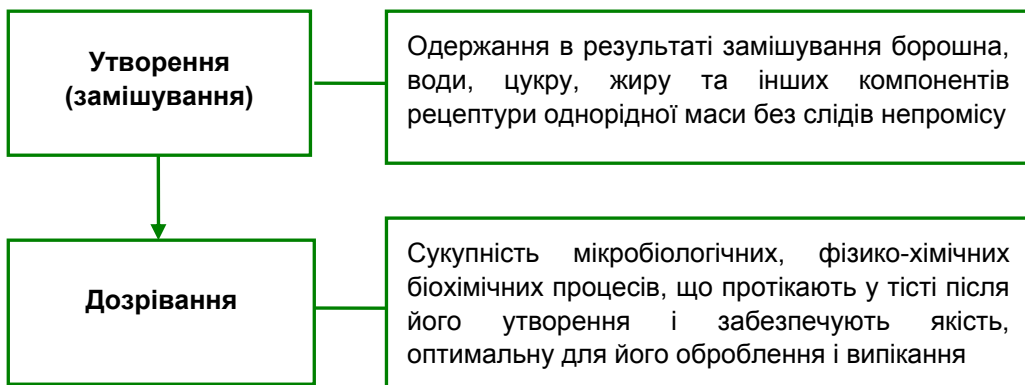 Утворення
(замішування)
Одержання в результаті замішування борошна,
води, цукру, жиру та інших компонентів
рецептури однорідної маси без слідів непромісу
Дозрівання
Сукупність мікробіологічних, фізико-хімічних
біохімічних процесів, що протікають у тісті після
його утворення і забезпечують якість,
оптимальну для його оброблення і випікання